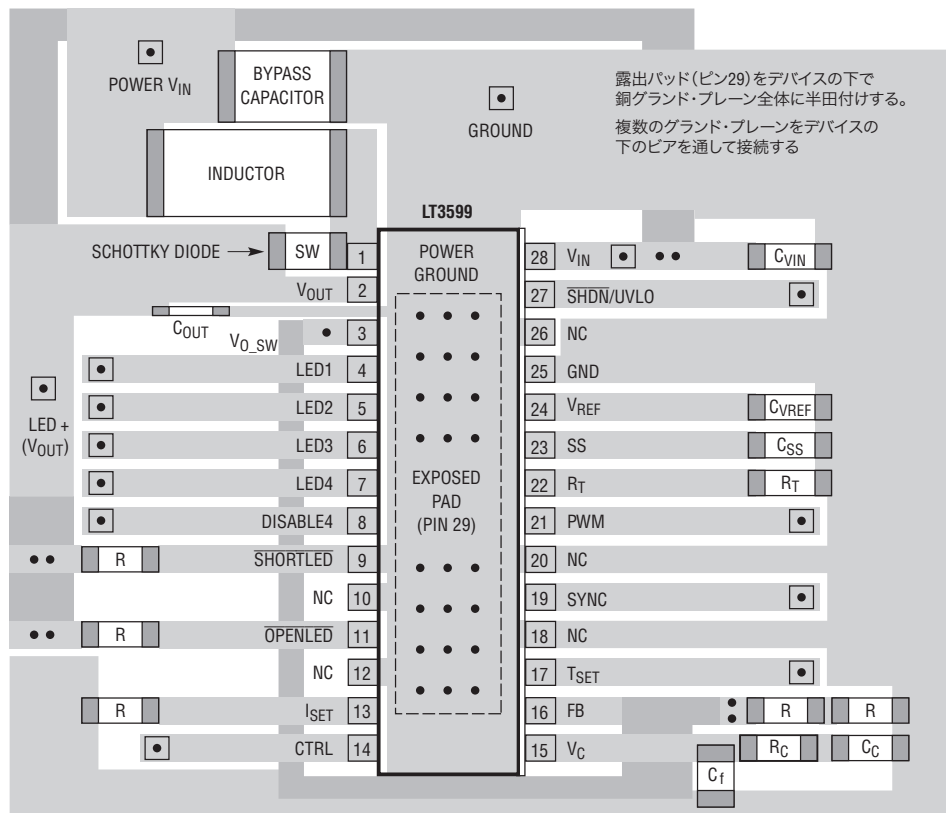 POWER VIN
BYPASS
CAPACITOR
GROUND
露出パッド(ピン29)をデバイスの下で
銅グランド・プレーン全体に半田付けする。
複数のグランド・プレーンをデバイスの
下のビアを通して接続する
INDUCTOR
LT3599
SCHOTTKY DIODE
SW
1
POWER
GROUND
28 VIN
CVIN
VOUT 2
27 SHDN/UVLO
COUT
VO_SW
3
26 NC
LED1 4
25 GND
LED +
(VOUT)
LED2 5
24 VREF
CVREF
LED3 6
23 SS
CSS
LED4 7
22 RT
RT
EXPOSED
PAD
(PIN 29)
DISABLE4 8
21 PWM
R
SHORTLED 9
20 NC
NC 10
19 SYNC
R
OPENLED 11
18 NC
NC 12
17 TSET
R
ISET 13
16 FB
R
R
CTRL 14
15 VC
RC
CC
Cf